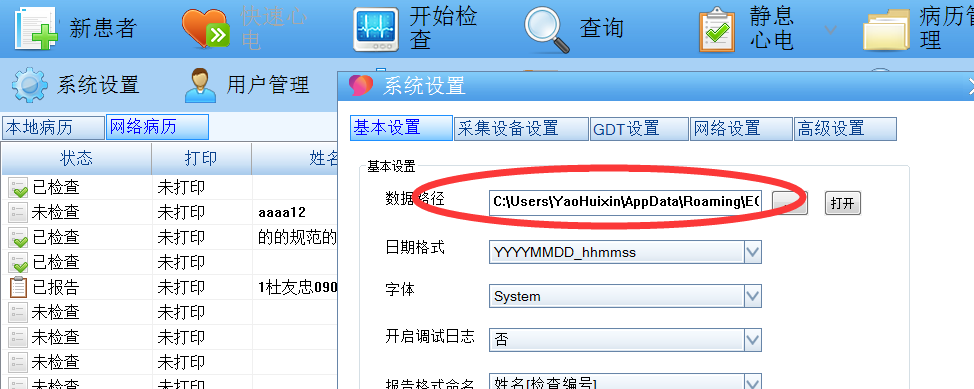 新患者
快速心
电
开始检
查
查询
静息
心电
病历管
理
系统设置
用户管理
系统设置
本地病历
网络病历
基本设置
采集设备设置
GDT设置
网络设置
高级设置
状态
打印
姓名
基本设置
已检查
未打印
数据路径
C:\Users\YaoHuixin\AppData\Roaming\EC
打开
未检查
未打印
aaaa12
已检查
未打印
的的规范的
日期格式
YYYYMMDD_hhmmss
已检查
未打印
已报告
未打印
1杜友忠090
字体
System
未检查
未打印
未检查
未打印
开启调试日志
否
未检查
未打印
未检查
未打印
报告格式命名
姓名[检查编号]